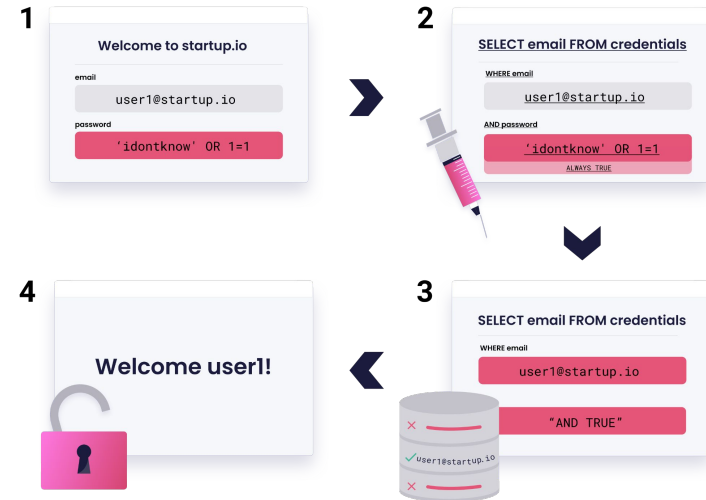 1
Welcome to startup.io
email
user1@startup.io
password
‘idontknow' OR 1=1
2
SELECT email FROM credentials
WHERE email
user1@startup.io
AND password
‘idontknow' OR 1=1
ALWAYS TRUE
3
SELECT email FROM credentials
WHERE email
user1@startup.io
“AND TRUE”
user1@startup.io
4
Welcome user1!